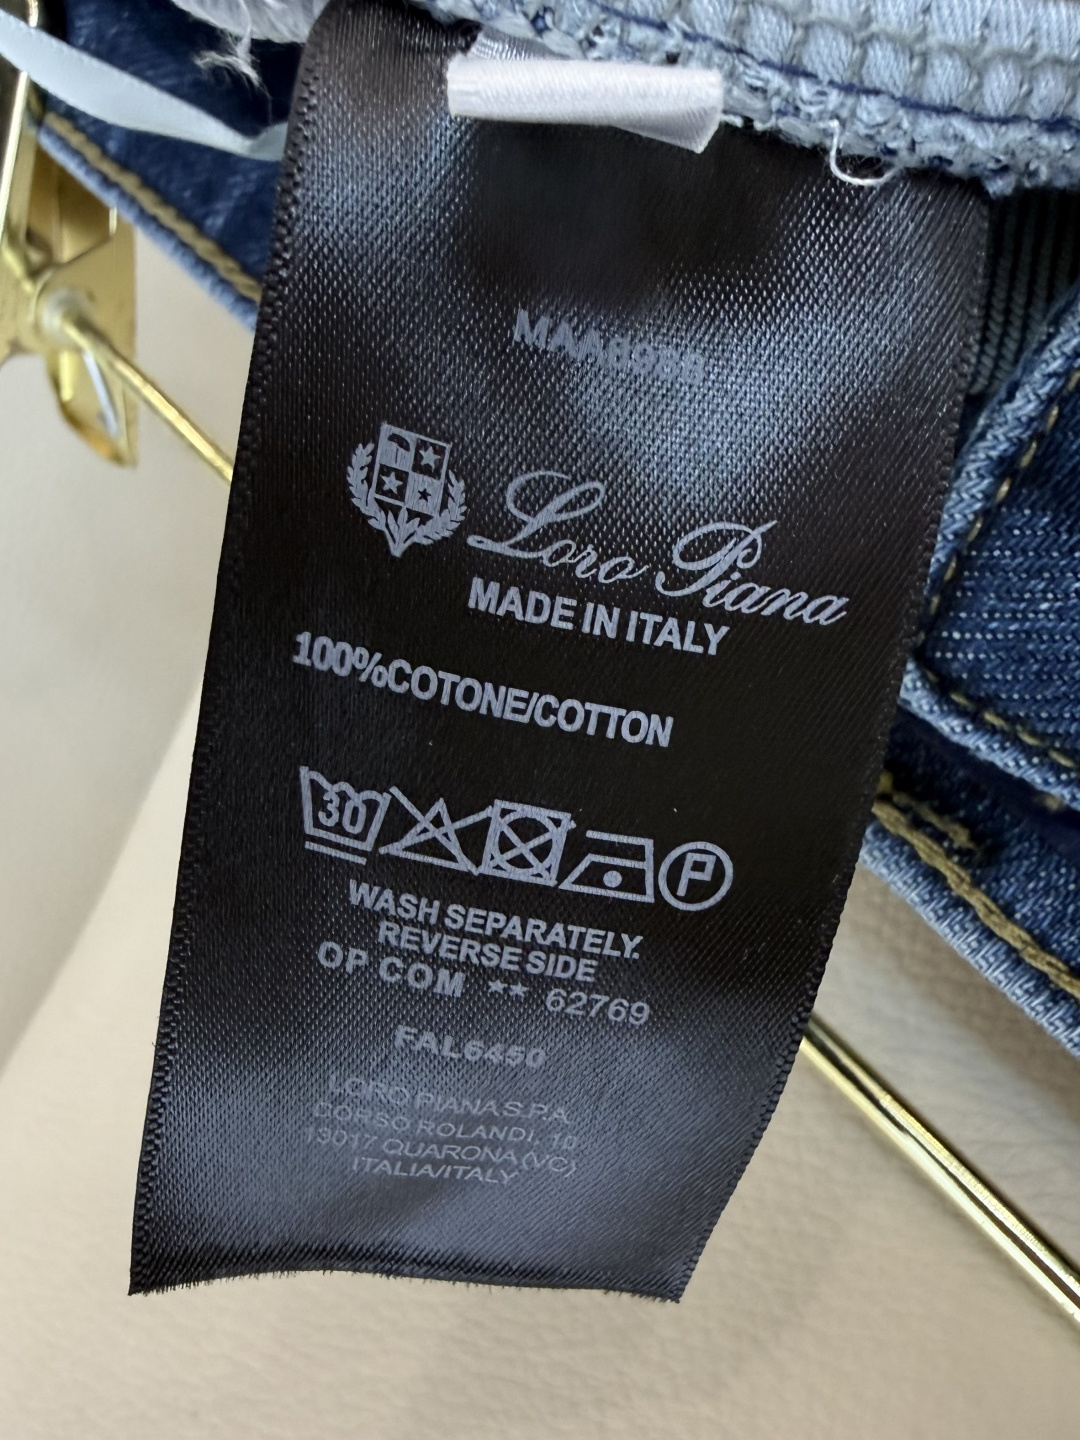 Loro Piana
MADE IN ITALY
100%COTONE/COTTON
30
P
WASH SEPARATELY.
REVERSE SIDE
OP COM ** 62769
FAL6450
LORO PIANA S.P.A.
CORSO ROLANDI, 10
13017 QUARONA (VC)
ITALIA/ITALY